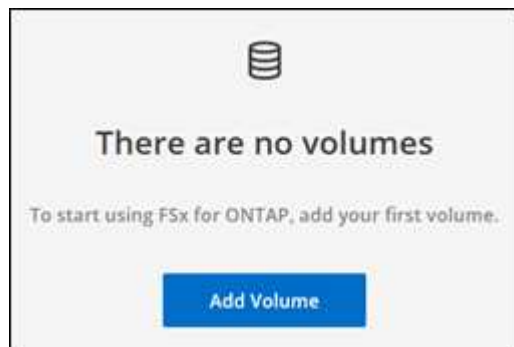 There are no volumes
To start using FSx for ONTAP, add your first volume.
Add Volume